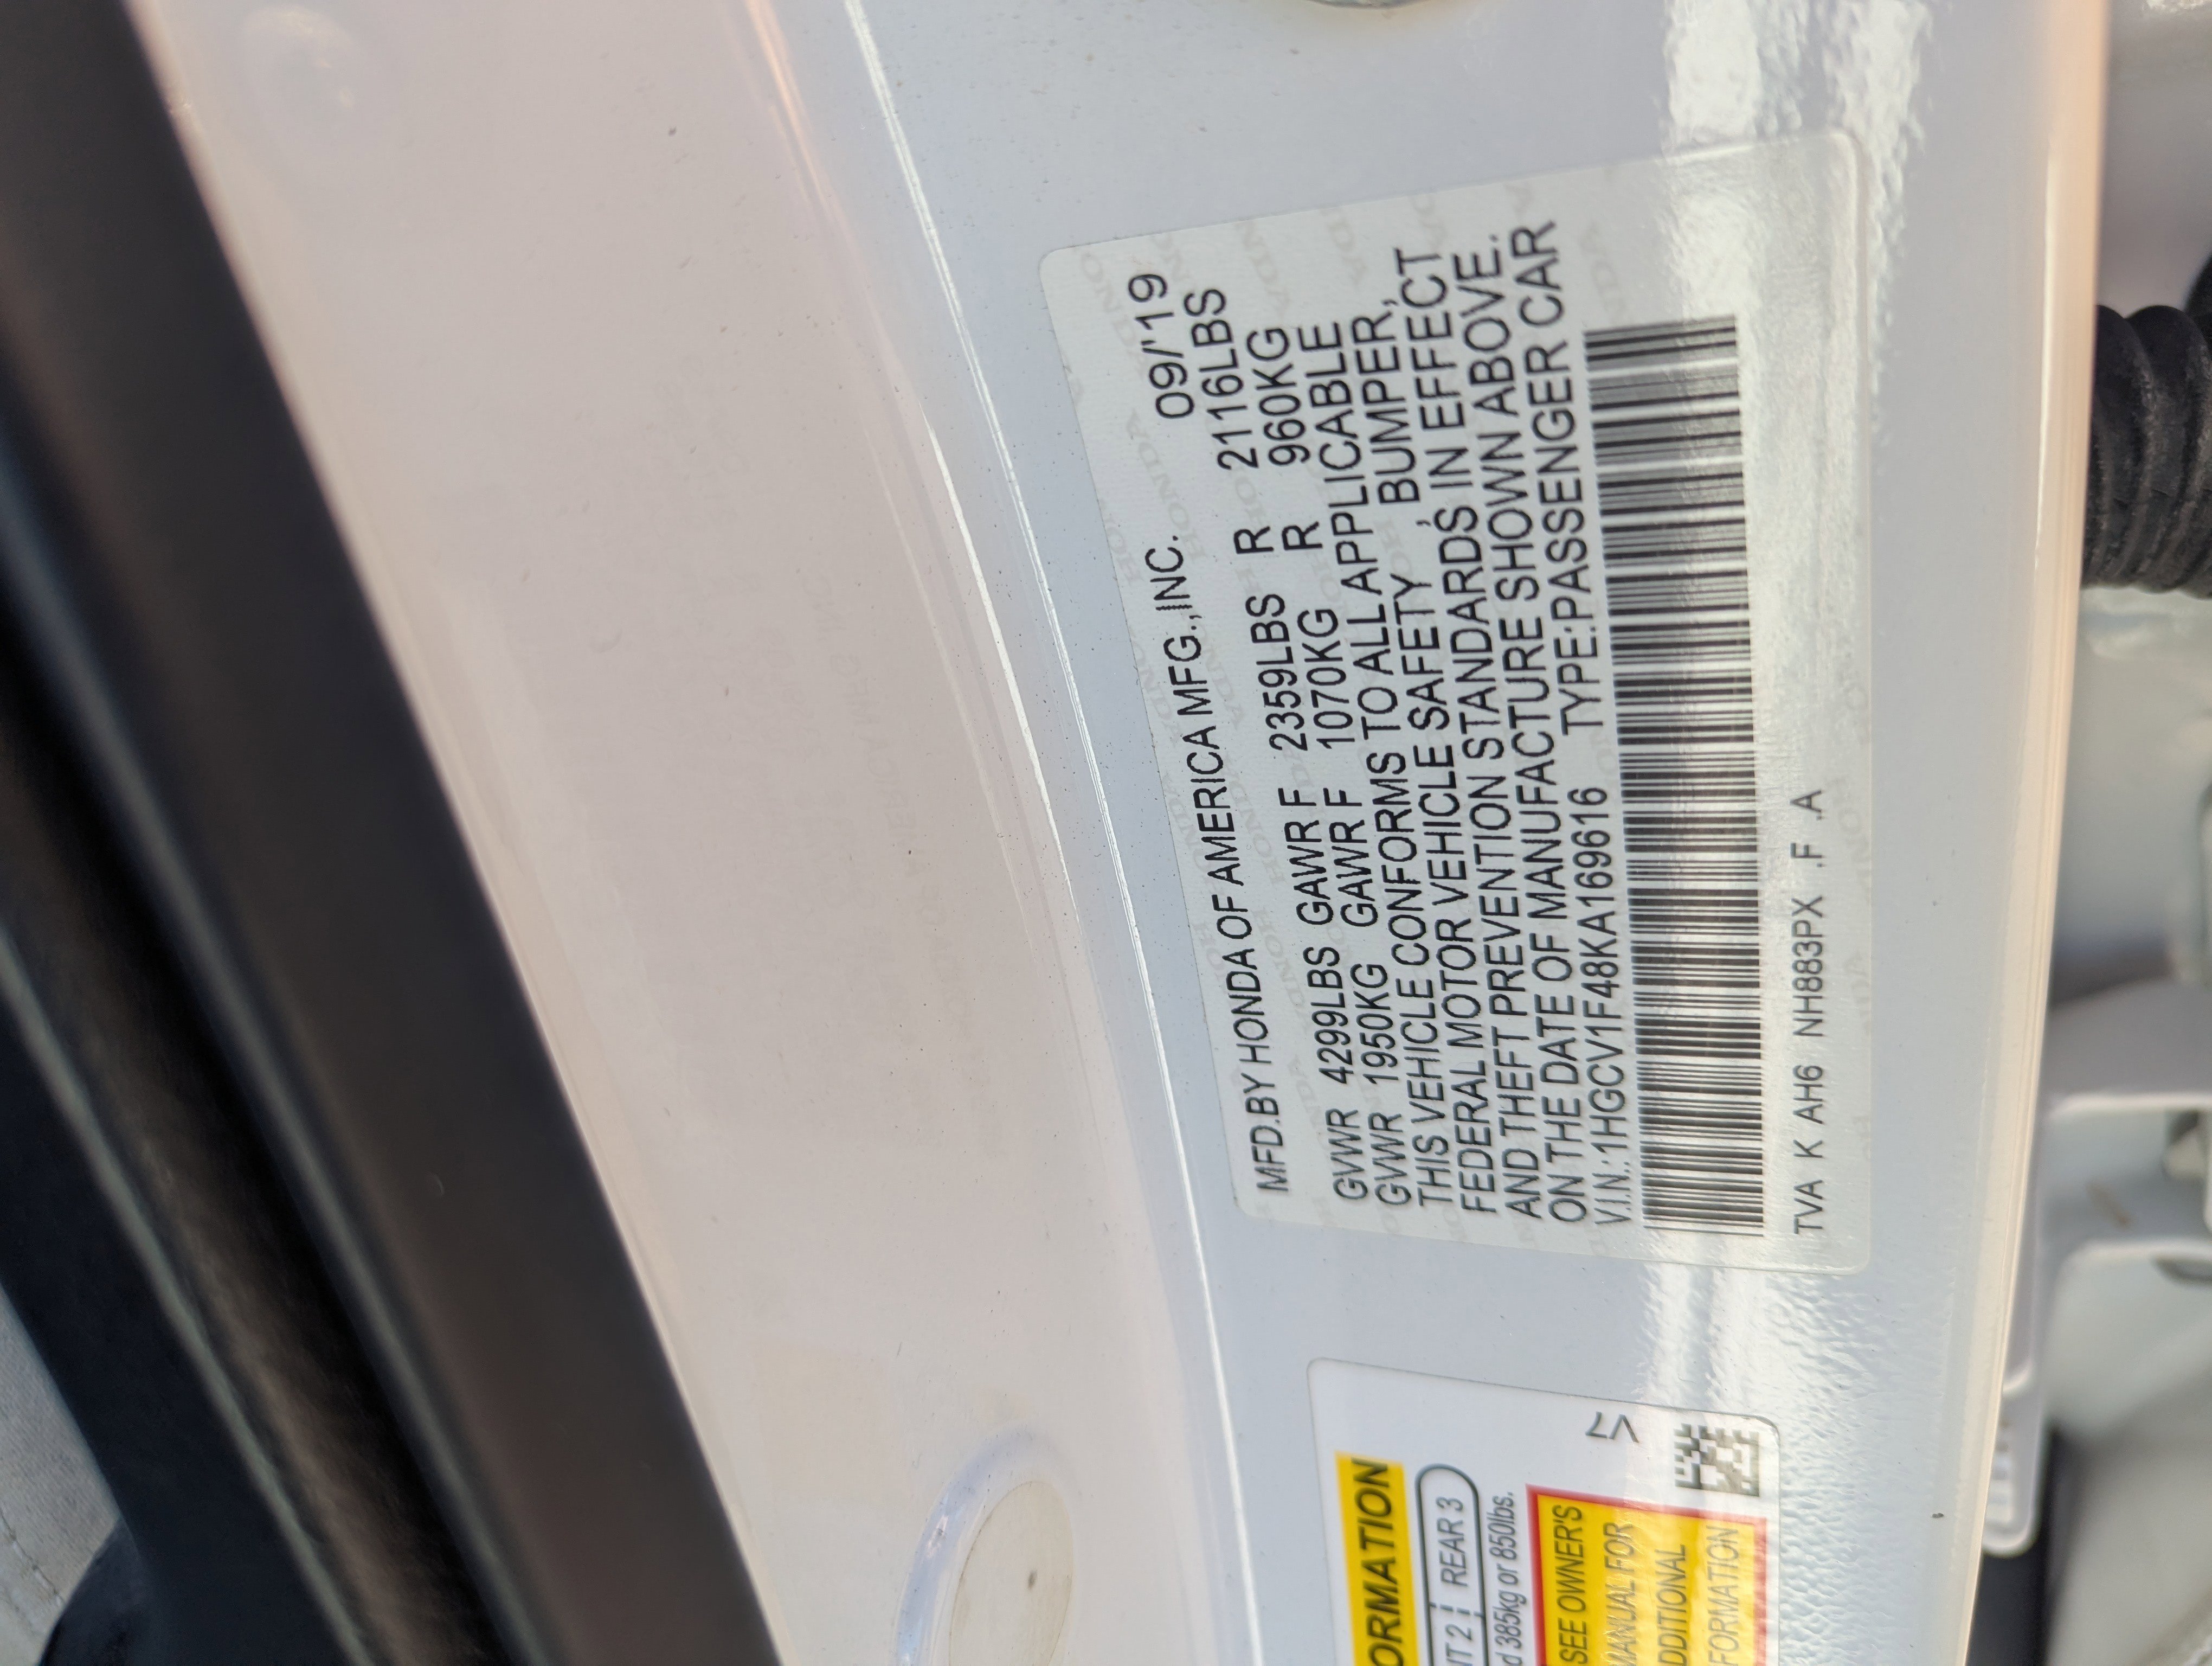 MFD.BY HONDA OF AMERICA MFG.,INC. 09/'19
GVWR 4299LBS GAWR F 2359LBS R 2116LBS
GVWR 1950KG GAWR F 1070KG R 960KG
THIS VEHICLE CONFORMS TO ALL APPLICABLE
FEDERAL MOTOR VEHICLE SAFETY, BUMPER,
AND THEFT PREVENTION STANDARDS IN EFFECT
ON THE DATE OF MANUFACTURE SHOWN ABOVE.
V.I.N.:1HGCV1F48KA169616 TYPE:PASSENGER CAR
TVA K AH6 NH883PX .F .A
ORMATION
NT 2 REAR 3
d 385kg or 850lbs.
SEE OWNER'S
MANUAL FOR
DDITIONAL
FORMATION